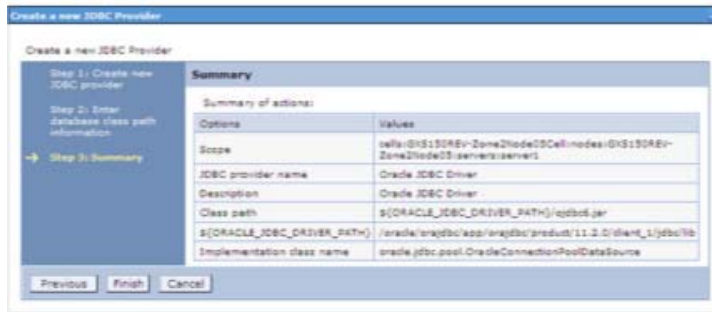 Create a new JDBC Provider
Create a new JDBC Provider
Step 1: Create new
JDBC provider
Step 2: Enter
database class path
information
Step 3: Summary
Summary
Summary of actions:
Options Values
Scope cells:GXS150REV-Zone2Node03Cell:nodes:GXS150REV-
Zone2Node03:servers:server1
JDBC provider name Oracle JDBC Driver
Description Oracle JDBC Driver
Class path ${ORACLE_JDBC_DRIVER_PATH}/ojdbc6.jar
${ORACLE_JDBC_DRIVER_PATH} /oracle/orajdbc/app/orajdbc/product/11.2.0/client_1/jdbc/lib
Implementation class name oracle.jdbc.pool.OracleConnectionPoolDataSource
Previous Finish Cancel